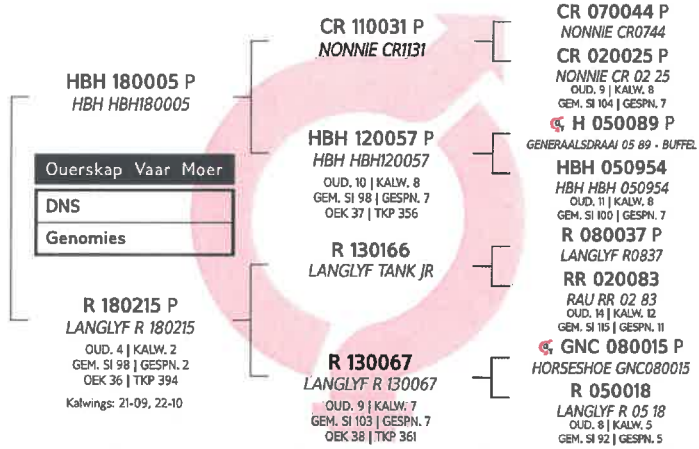 HBH 180005 P
HBH HBH180005
Ouerskap Vaar Moer
DNS
Genomies
R 180215 P
LANGLYF R 180215
OUD. 4 | KALW. 2
GEM. SI 98 | GESPN. 2
OEK 36 | TKP 394
Kalwings: 21-09, 22-10
CR 110031 P
NONNIE CR1131
HBH 120057 P
HBH HBH120057
OUD. 10 | KALW. 8
GEM. SI 98 | GESPN. 7
OEK 37 | TKP 356
R 130166
LANGLYF TANK JR
R 130067
LANGLYF R 130067
OUD. 9 | KALW. 7
GEM. SI 103 | GESPN. 7
OEK 38 | TKP 361
CR 070044 P
NONNIE CR0744
CR 020025 P
NONNIE CR 02 25
OUD. 9 | KALW. 8
GEM. SI 104 | GESPN. 7
H 050089 P
GENERAALSDRAAI 05 89 - BUFFEL
HBH 050954
HBH HBH 050954
OUD. 11 | KALW. 8
GEM. SI 100 | GESPN. 7
R 080037 P
LANGLYF R0837
RR 020083
RAU RR 02 83
OUD. 14 | KALW. 12
GEM. SI 115 | GESPN. 11
GNC 080015 P
HORSESHOE GNC080015
R 050018
LANGLYF R 05 18
OUD. 8 | KALW. 5
GEM. SI 92 | GESPN. 5